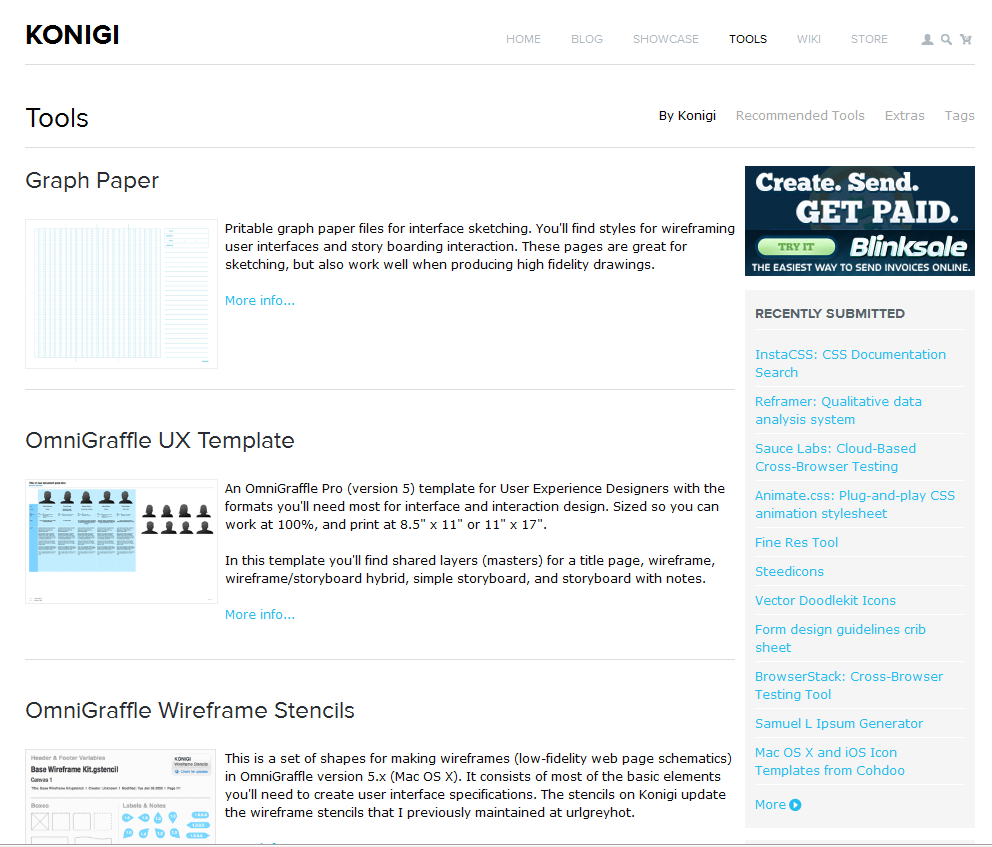 KONIGI
HOME BLOG SHOWCASE TOOLS WIKI STORE
Tools
By Konigi Recommended Tools Extras Tags
Graph Paper
Pritable graph paper files for interface sketching. You'll find styles for wireframing
user interfaces and story boarding interaction. These pages are great for
sketching, but also work well when producing high fidelity drawings.
More info...
OmniGraffle UX Template
An OmniGraffle Pro (version 5) template for User Experience Designers with the
formats you'll need most for interface and interaction design. Sized so you can
work at 100%, and print at 8.5" x 11" or 11" x 17".
In this template you'll find shared layers (masters) for a title page, wireframe,
wireframe/storyboard hybrid, simple storyboard, and storyboard with notes.
More info...
OmniGraffle Wireframe Stencils
Header & Footer Variables
KONIGI
Wireframe Stencils
Check for updates
Base Wireframe Kit.gstencil
Canvas 1
Boxes
Labels & Notes
This is a set of shapes for making wireframes (low-fidelity web page schematics)
in OmniGraffle version 5.x (Mac OS X). It consists of most of the basic elements
you'll need to create user interface specifications. The stencils on Konigi update
the wireframe stencils that I previously maintained at urlgreyhot.
Create. Send.
GET PAID.
TRY IT Blinksale
THE EASIEST WAY TO SEND INVOICES ONLINE.
RECENTLY SUBMITTED
InstaCSS: CSS Documentation
Search
Reframer: Qualitative data
analysis system
Sauce Labs: Cloud-Based
Cross-Browser Testing
Animate.css: Plug-and-play CSS
animation stylesheet
Fine Res Tool
Steedicons
Vector Doodlekit Icons
Form design guidelines crib
sheet
BrowserStack: Cross-Browser
Testing Tool
Samuel L Ipsum Generator
Mac OS X and iOS Icon
Templates from Cohdoo
More